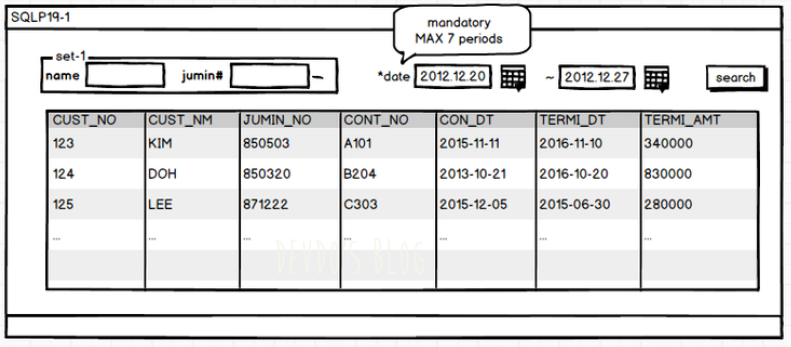 SQLP19-1
mandatory
MAX 7 periods
set-1
name jumin# – *date 2012.12.20 ~ 2012.12.27 search
CUST_NO CUST_NM JUMIN_NO CONT_NO CON_DT TERMI_DT TERMI_AMT
123 KIM 850503 A101 2015-11-11 2016-11-10 340000
124 DOH 850320 B204 2013-10-21 2016-10-20 830000
125 LEE 871222 C303 2015-12-05 2015-06-30 280000
... ... ... ... ... ... ...
DEVDO'S BLOG